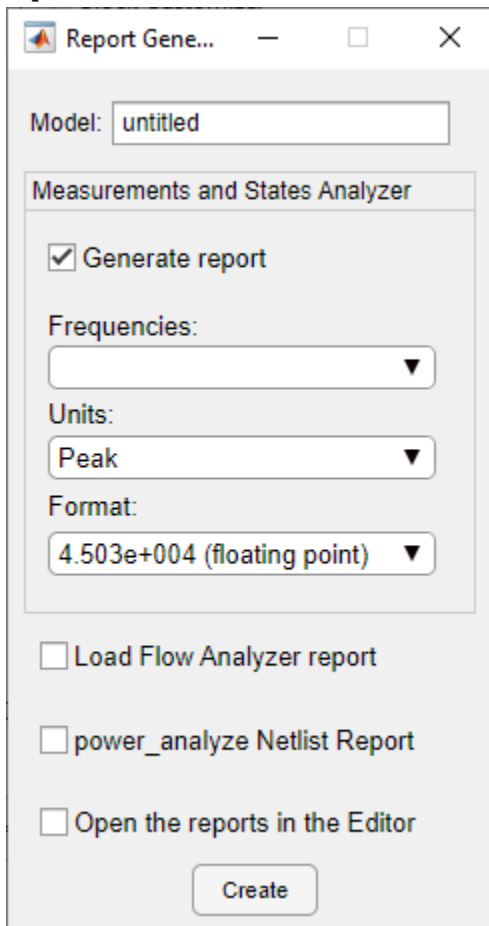 Report Gene...
Model: untitled
Measurements and States Analyzer
Generate report
Frequencies:
Units:
Peak
Format:
4.503e+004 (floating point)
Load Flow Analyzer report
power_analyze Netlist Report
Open the reports in the Editor
Create